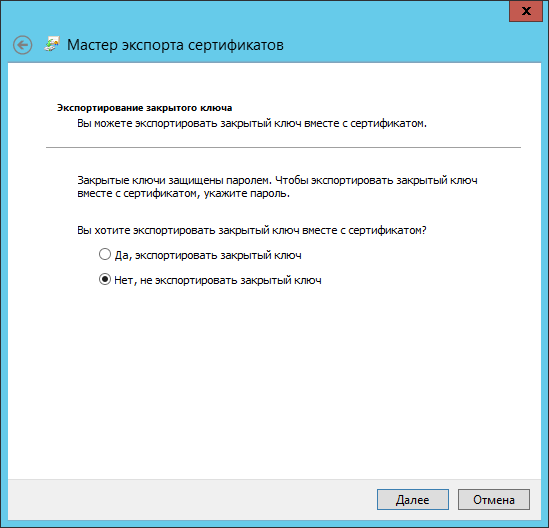 Мастер экспорта сертификатов
Экспортирование закрытого ключа
Вы можете экспортировать закрытый ключ вместе с сертификатом.
Закрытые ключи защищены паролем. Чтобы экспортировать закрытый ключ
вместе с сертификатом, укажите пароль.
Вы хотите экспортировать закрытый ключ вместе с сертификатом?
Да, экспортировать закрытый ключ
Нет, не экспортировать закрытый ключ
Далее
Отмена